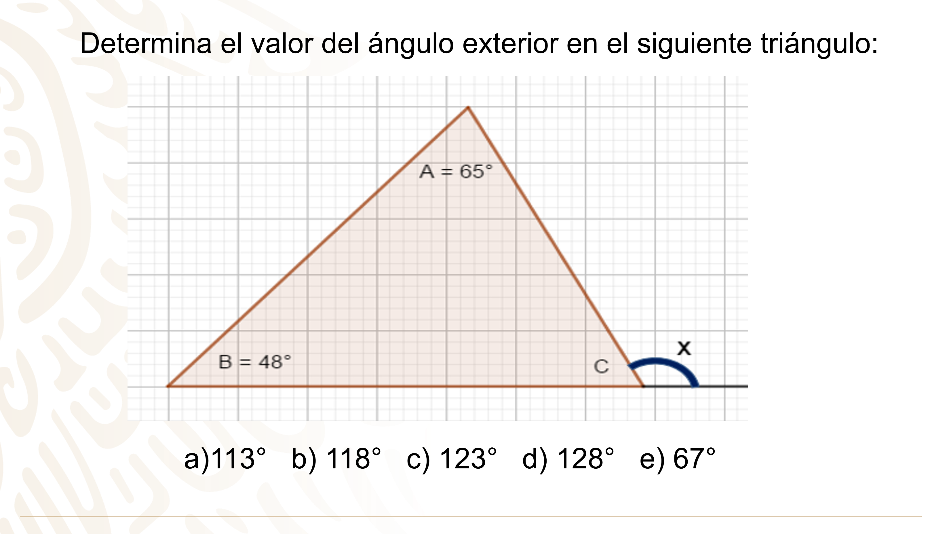 Determina el valor del ángulo exterior en el siguiente triángulo:
A = 65°
X
B = 48°
C
a)113° b) 118° c) 123° d) 128° e) 67°